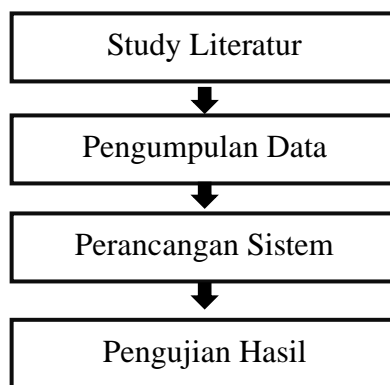 Study Literatur
Pengumpulan Data
Perancangan Sistem
Pengujian Hasil